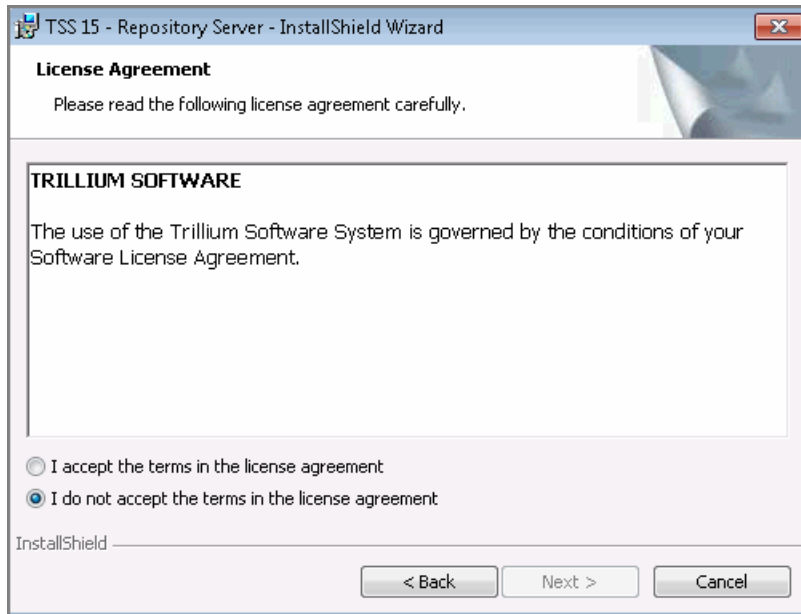 TSS 15 - Repository Server - InstallShield Wizard
License Agreement
Please read the following license agreement carefully.
TRILLIUM SOFTWARE
The use of the Trillium Software System is governed by the conditions of your
Software License Agreement.
I accept the terms in the license agreement
I do not accept the terms in the license agreement
InstallShield
< Back Next > Cancel